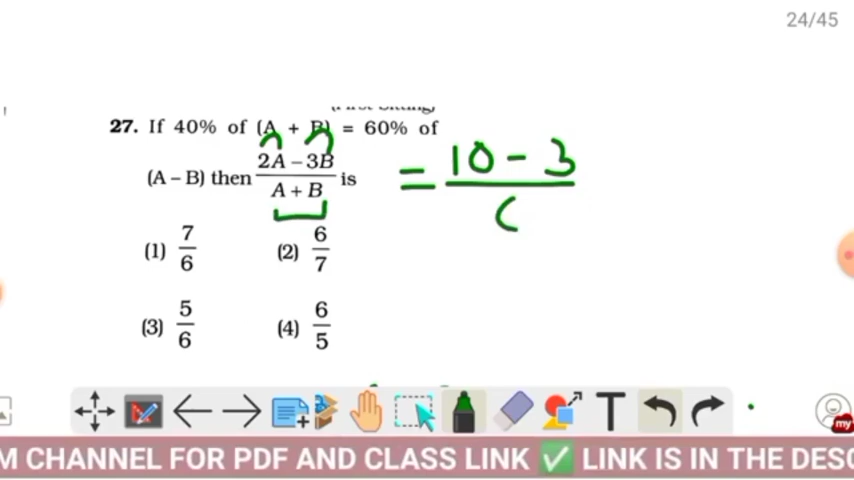 24/45
27. If 40% of (A + B) = 60% of
(A – B) then 2A – 3B / A + B is
= 10 - 3
(1) 7/6 (2) 6/7
(3) 5/6 (4) 6/5
T
my
M CHANNEL FOR PDF AND CLASS LINK ✅ LINK IS IN THE DESC